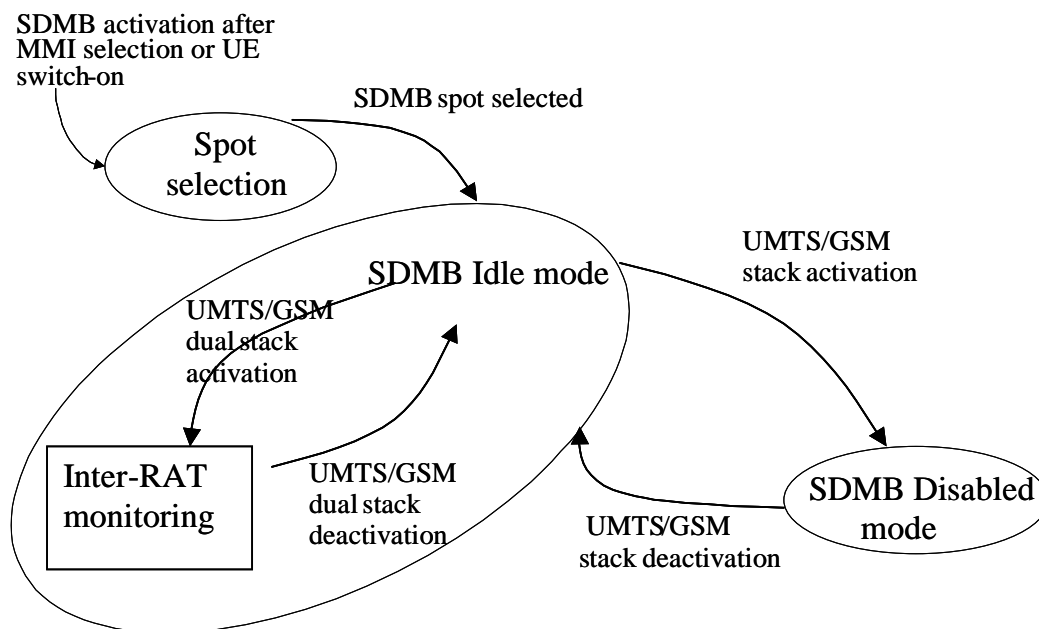 SDMB activation after
MMI selection or UE
switch-on
SDMB spot selected
Spot
selection
UMTS/GSM
stack activation
SDMB Idle mode
UMTS/GSM
dual stack
activation
Inter-RAT
monitoring
UMTS/GSM
dual stack
deactivation
UMTS/GSM
stack deactivation
SDMB Disabled
mode